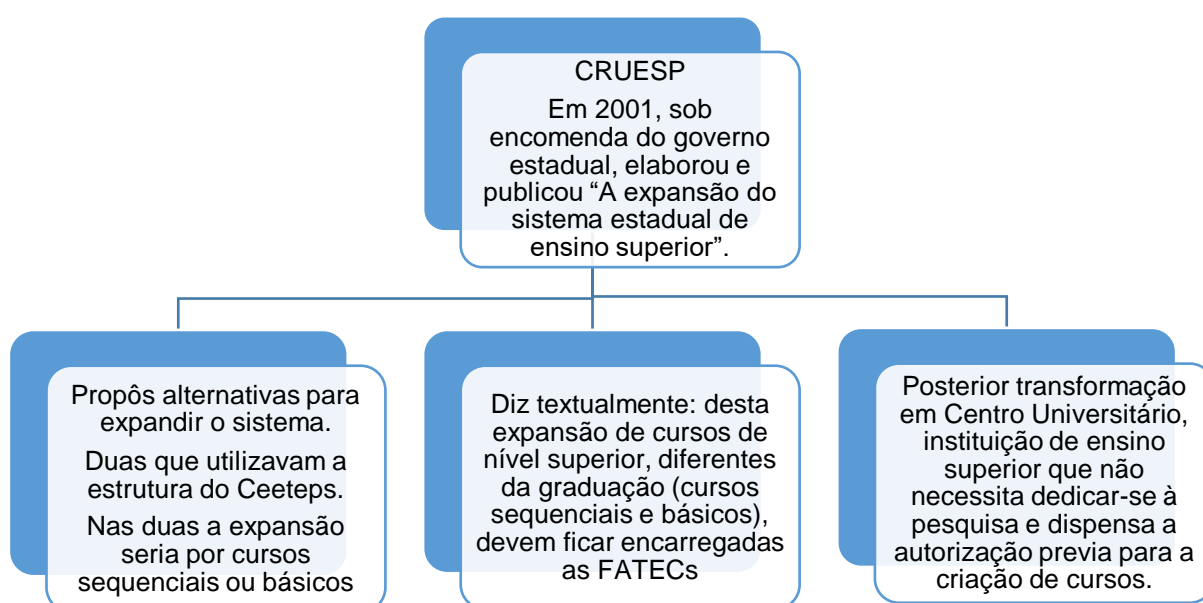 CRUESP
Em 2001, sob
encomenda do governo
estadual, elaborou e
publicou “A expansão do
sistema estadual de
ensino superior”.
Propôs alternativas para
expandir o sistema.
Duas que utilizavam a
estrutura do Ceeteps.
Nas duas a expansão
seria por cursos
sequenciais ou básicos
Diz textualmente: desta
expansão de cursos de
nível superior, diferentes
da graduação (cursos
sequenciais e básicos),
devem ficar encarregadas
as FATECs
Posterior transformação
em Centro Universitário,
instituição de ensino
superior que não
necessita dedicar-se à
pesquisa e dispensa a
autorização previa para a
criação de cursos.